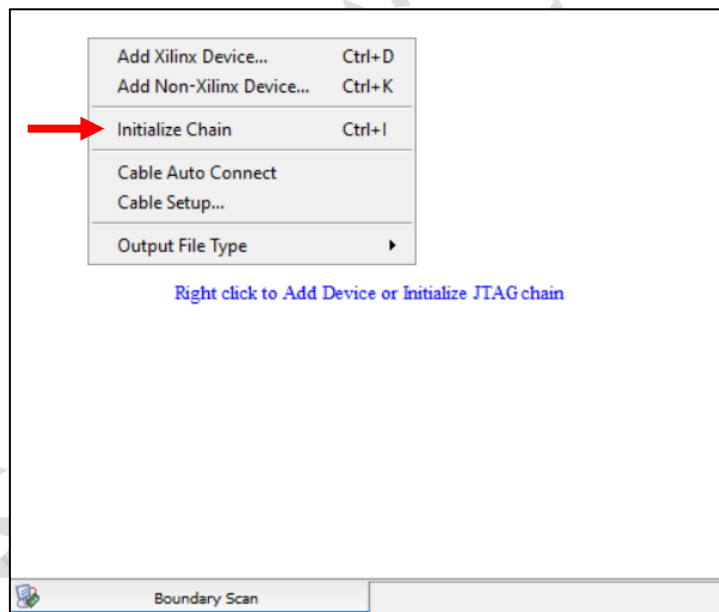 Add Xilinx Device... Ctrl+D
Add Non-Xilinx Device... Ctrl+K
Initialize Chain Ctrl+I
Cable Auto Connect
Cable Setup...
Output File Type
Right click to Add Device or Initialize JTAG chain
Boundary Scan